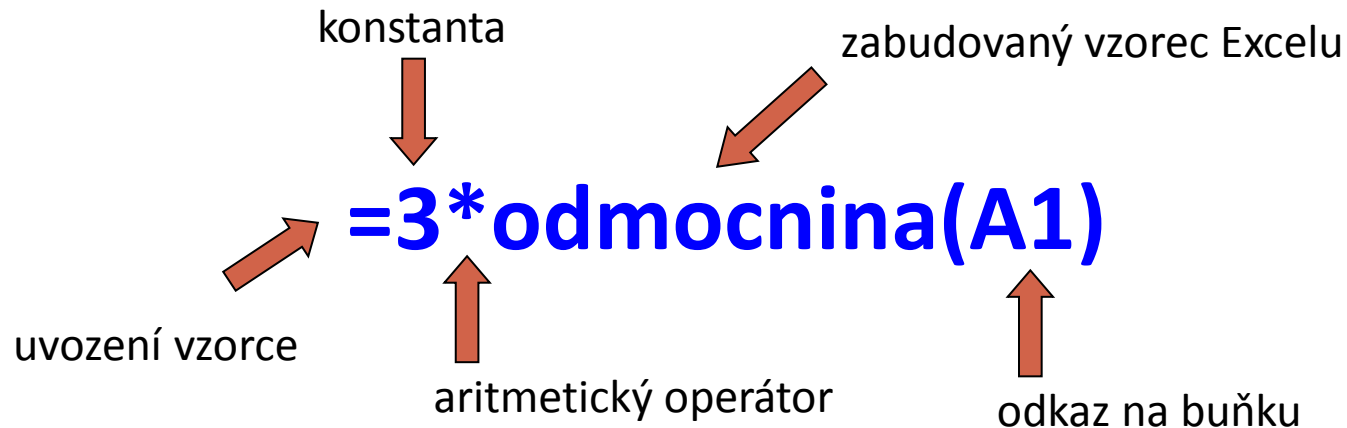 konstanta
zabudovaný vzorec Excelu
=3*odmocnina(A1)
uvození vzorce
aritmetický operátor
odkaz na buňku